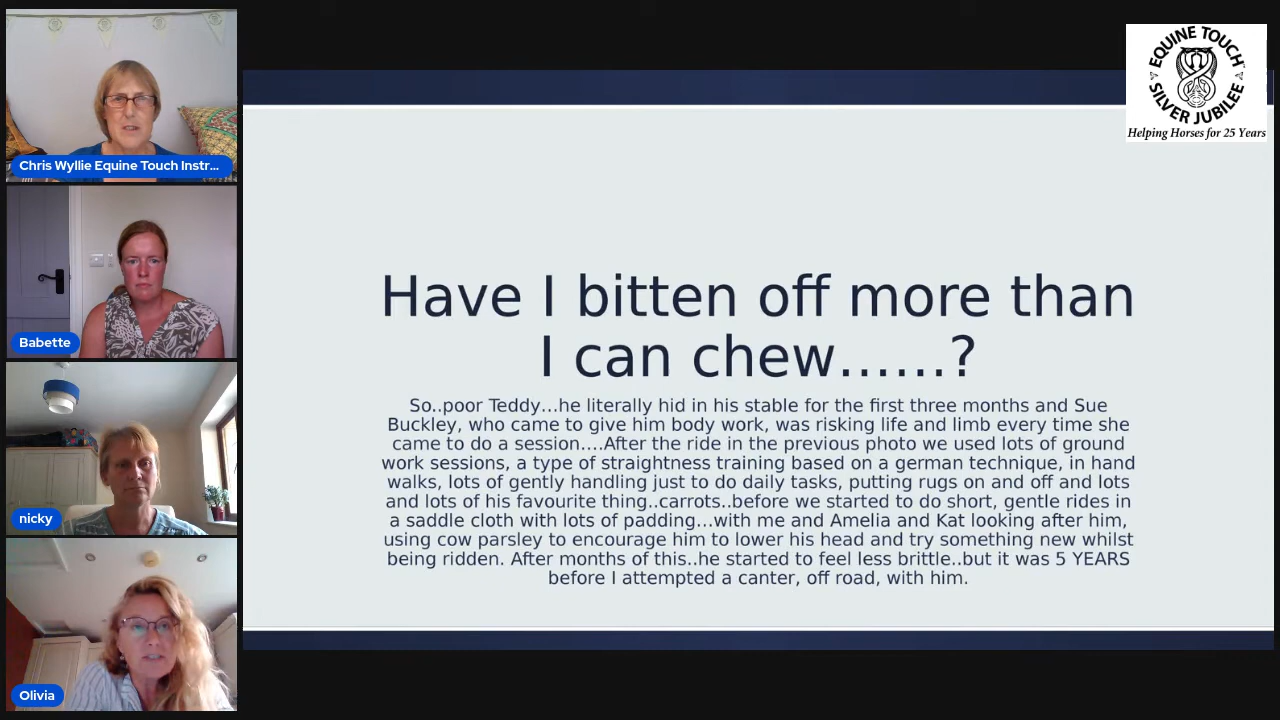 Chris Wyllie Equine Touch Instr...
Babette
nicky
Olivia
EQUINE TOUCH
SILVER JUBILEE
Helping Horses for 25 Years
Have I bitten off more than
I can chew……?
So..poor Teddy…he literally hid in his stable for the first three months and Sue
Buckley, who came to give him body work, was risking life and limb every time she
came to do a session….After the ride in the previous photo we used lots of ground
work sessions, a type of straightness training based on a german technique, in hand
walks, lots of gently handling just to do daily tasks, putting rugs on and off and lots
and lots of his favourite thing..carrots..before we started to do short, gentle rides in
a saddle cloth with lots of padding…with me and Amelia and Kat looking after him,
using cow parsley to encourage him to lower his head and try something new whilst
being ridden. After months of this..he started to feel less brittle..but it was 5 YEARS
before I attempted a canter, off road, with him.